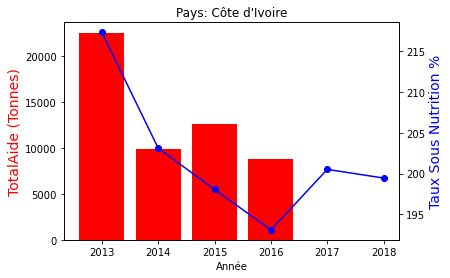 Pays: Côte d'Ivoire
TotalAide (Tonnes)
20000
15000
10000
5000
0
215
210
205
200
195
Taux Sous Nutrition %
2013 2014 2015 2016 2017 2018
Année